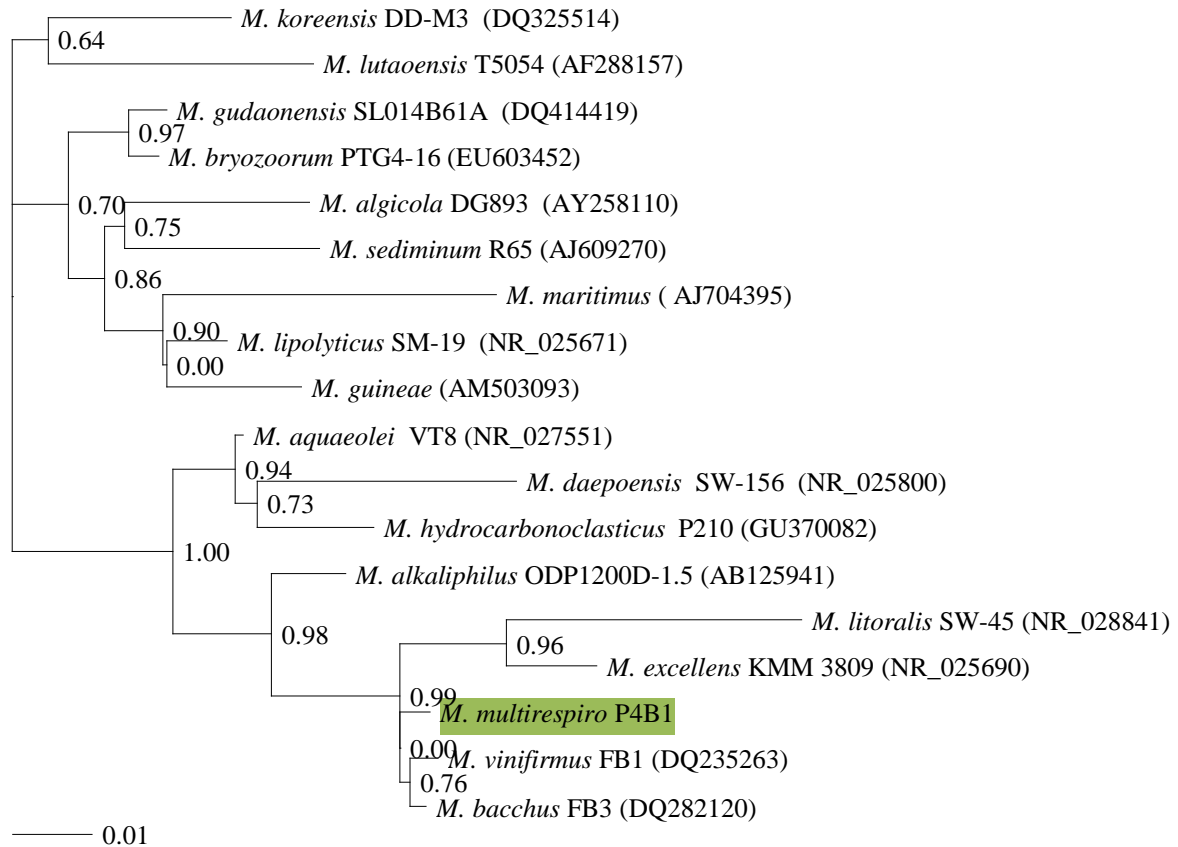 M. koreensis DD-M3 (DQ325514)
0.64
M. lutaoensis T5054 (AF288157)
M. gudaonensis SL014B61A (DQ414419)
0.97
M. bryozoorum PTG4-16 (EU603452)
0.70
M. algicola DG893 (AY258110)
0.75
M. sediminum R65 (AJ609270)
0.86
M. maritimus ( AJ704395)
0.90
M. lipolyticus SM-19 (NR_025671)
0.00
M. guineae (AM503093)
M. aquaeolei VT8 (NR_027551)
0.94
M. daepoensis SW-156 (NR_025800)
0.73
M. hydrocarbonoclasticus P210 (GU370082)
1.00
M. alkaliphilus ODP1200D-1.5 (AB125941)
0.98
M. litoralis SW-45 (NR_028841)
0.96
M. excellens KMM 3809 (NR_025690)
0.99
M. multirespiro P4B1
0.00
M. vinifirmus FB1 (DQ235263)
0.76
M. bacchus FB3 (DQ282120)
0.01